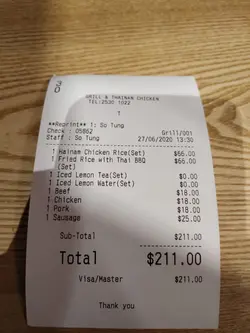 GRILL & THAINAN CHICKEN
TEL:2530 1022
1
**Reprint** 1: So Tung
Check : 05862 Grill/001
Staff : So Tung 27/06/2020 13:30
1 Hainam Chicken Rice(Set) $66.00
1 Fried Rice with Thai BBQ $66.00
(Set)
1 Iced Lemon Tea(Set) $0.00
1 Iced Lemon Water(Set) $0.00
1 Beef $18.00
1 Chicken $18.00
1 Pork $18.00
1 Sausage $25.00
Sub-Total $211.00
Total $211.00
Visa/Master $211.00
Thank you